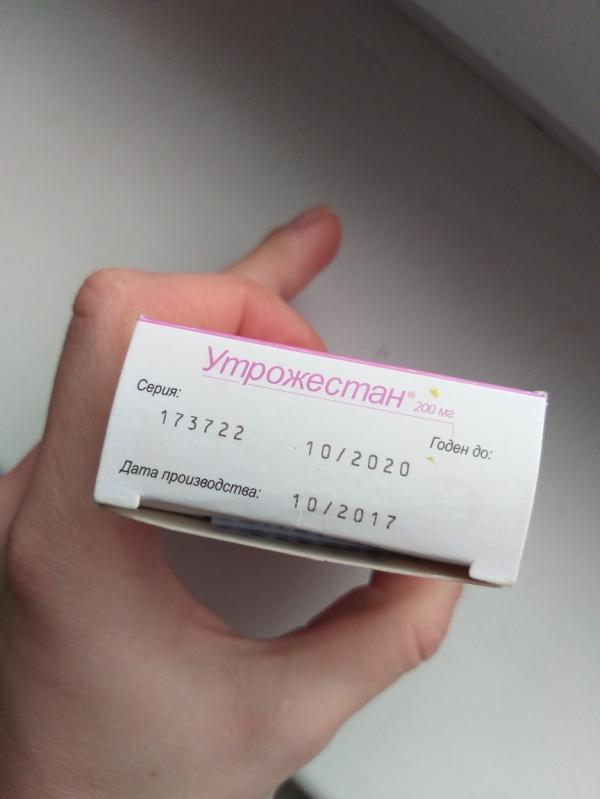 Утрожестан® 200 мг
Серия:
173722
Годен до:
10/2020
Дата производства:
10/2017